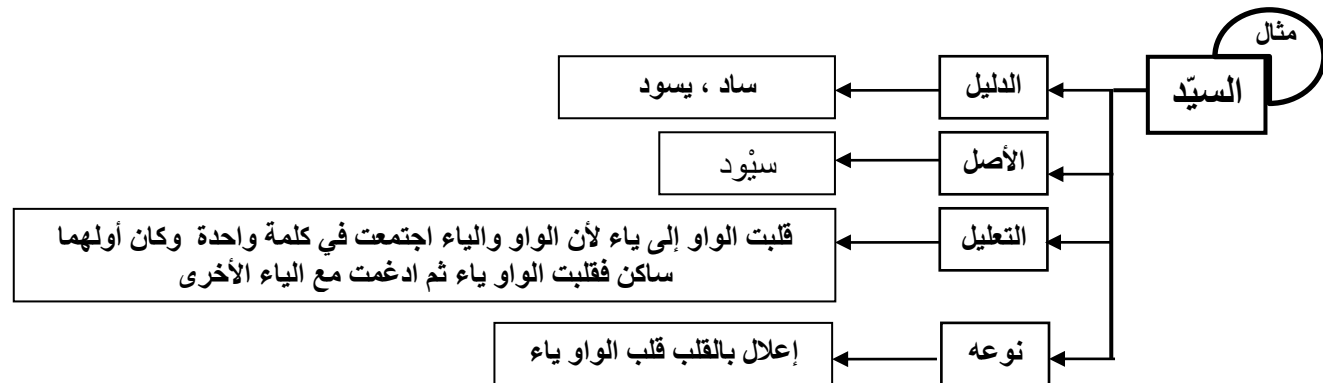 مثال
السيّد
الدليل
ساد ، يسود
الأصل
سيْود
التعليل
قلبت الواو إلى ياء لأن الواو والياء اجتمعت في كلمة واحدة وكان أولهما
ساكن فقلبت الواو ياء ثم ادغمت مع الياء الأخرى
نوعه
إعلال بالقلب قلب الواو ياء